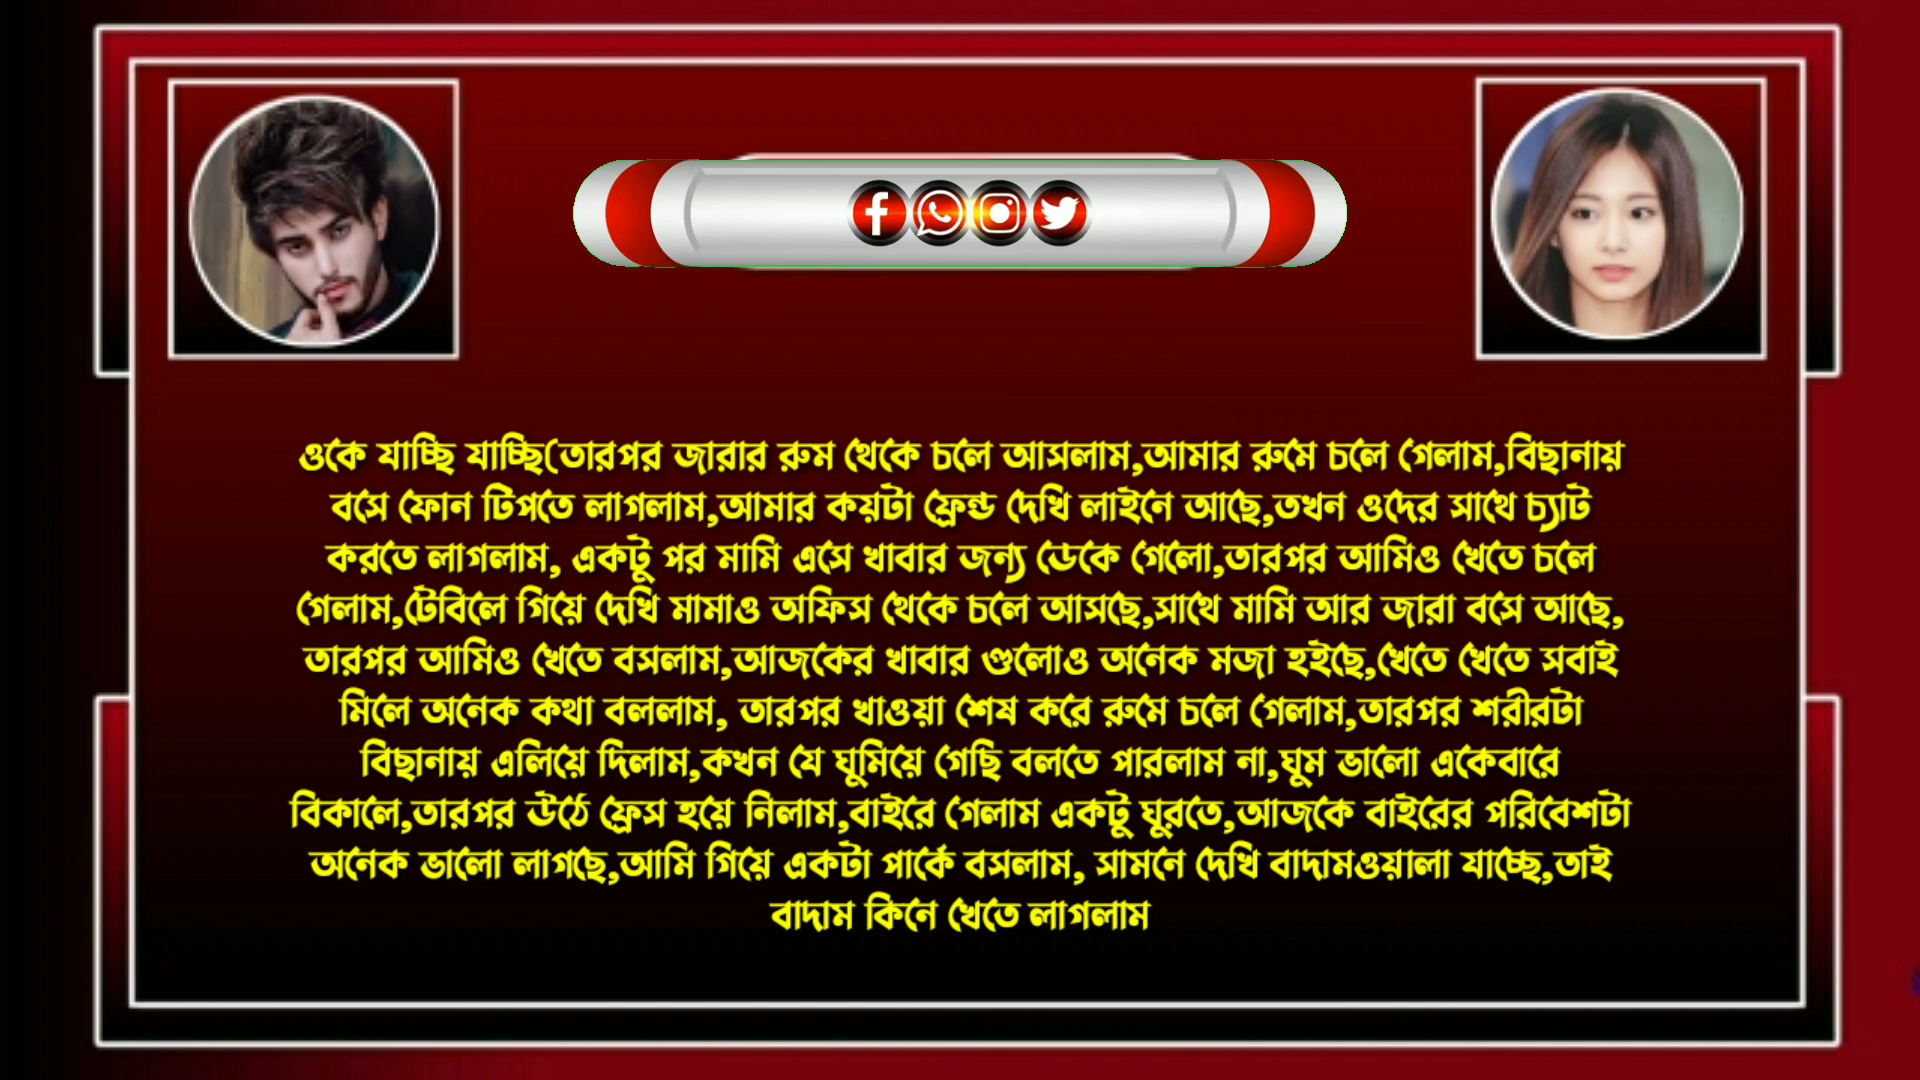 ওকে যাচ্ছি যাচ্ছি(তারপর জারার রুম থেকে চলে আসলাম,আমার রুমে চলে গেলাম,বিছানায়
বসে ফোন টিপতে লাগলাম,আমার কয়টা ফ্রেন্ড দেখি লাইনে আছে,তখন ওদের সাথে চ্যাট
করতে লাগলাম, একটু পর মামি এসে খাবার জন্য ডেকে গেলো,তারপর আমিও খেতে চলে
গেলাম,টেবিলে গিয়ে দেখি মামাও অফিস থেকে চলে আসছে,সাথে মামি আর জারা বসে আছে,
তারপর আমিও খেতে বসলাম,আজকের খাবার গুলোও অনেক মজা হইছে,খেতে খেতে সবাই
মিলে অনেক কথা বললাম, তারপর খাওয়া শেষ করে রুমে চলে গেলাম,তারপর শরীরটা
বিছানায় এলিয়ে দিলাম,কখন যে ঘুমিয়ে গেছি বলতে পারলাম না,ঘুম ভালো একেবারে
বিকালে,তারপর উঠে ফ্রেস হয়ে নিলাম,বাইরে গেলাম একটু ঘুরতে,আজকে বাইরের পরিবেশটা
অনেক ভালো লাগছে,আমি গিয়ে একটা পার্কে বসলাম, সামনে দেখি বাদামওয়ালা যাচ্ছে,তাই
বাদাম কিনে খেতে লাগলাম